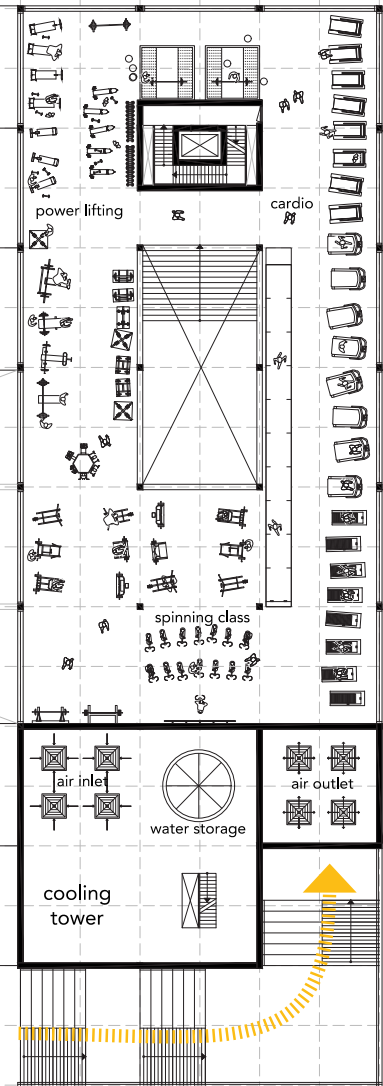 power lifting
cardio
spinning class
air inlet
air outlet
water storage
cooling
tower